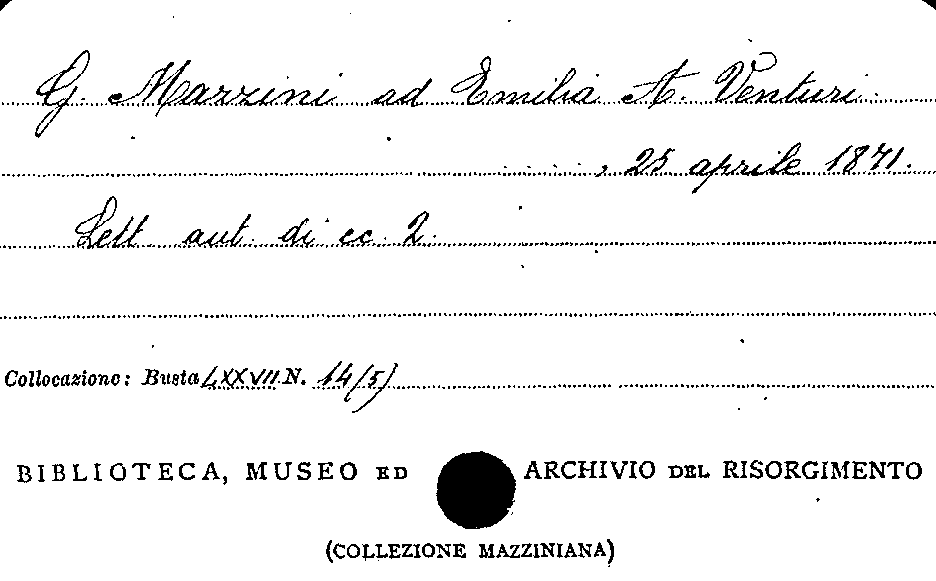 G. Mazzini ad Emilia A. Venturi.
....., 25 aprile 1871.
Lett. aut. di cc. 2.
Collocazione: Busta LXXVII N. 14(5)
BIBLIOTECA, MUSEO ED ARCHIVIO DEL RISORGIMENTO
(COLLEZIONE MAZZINIANA)